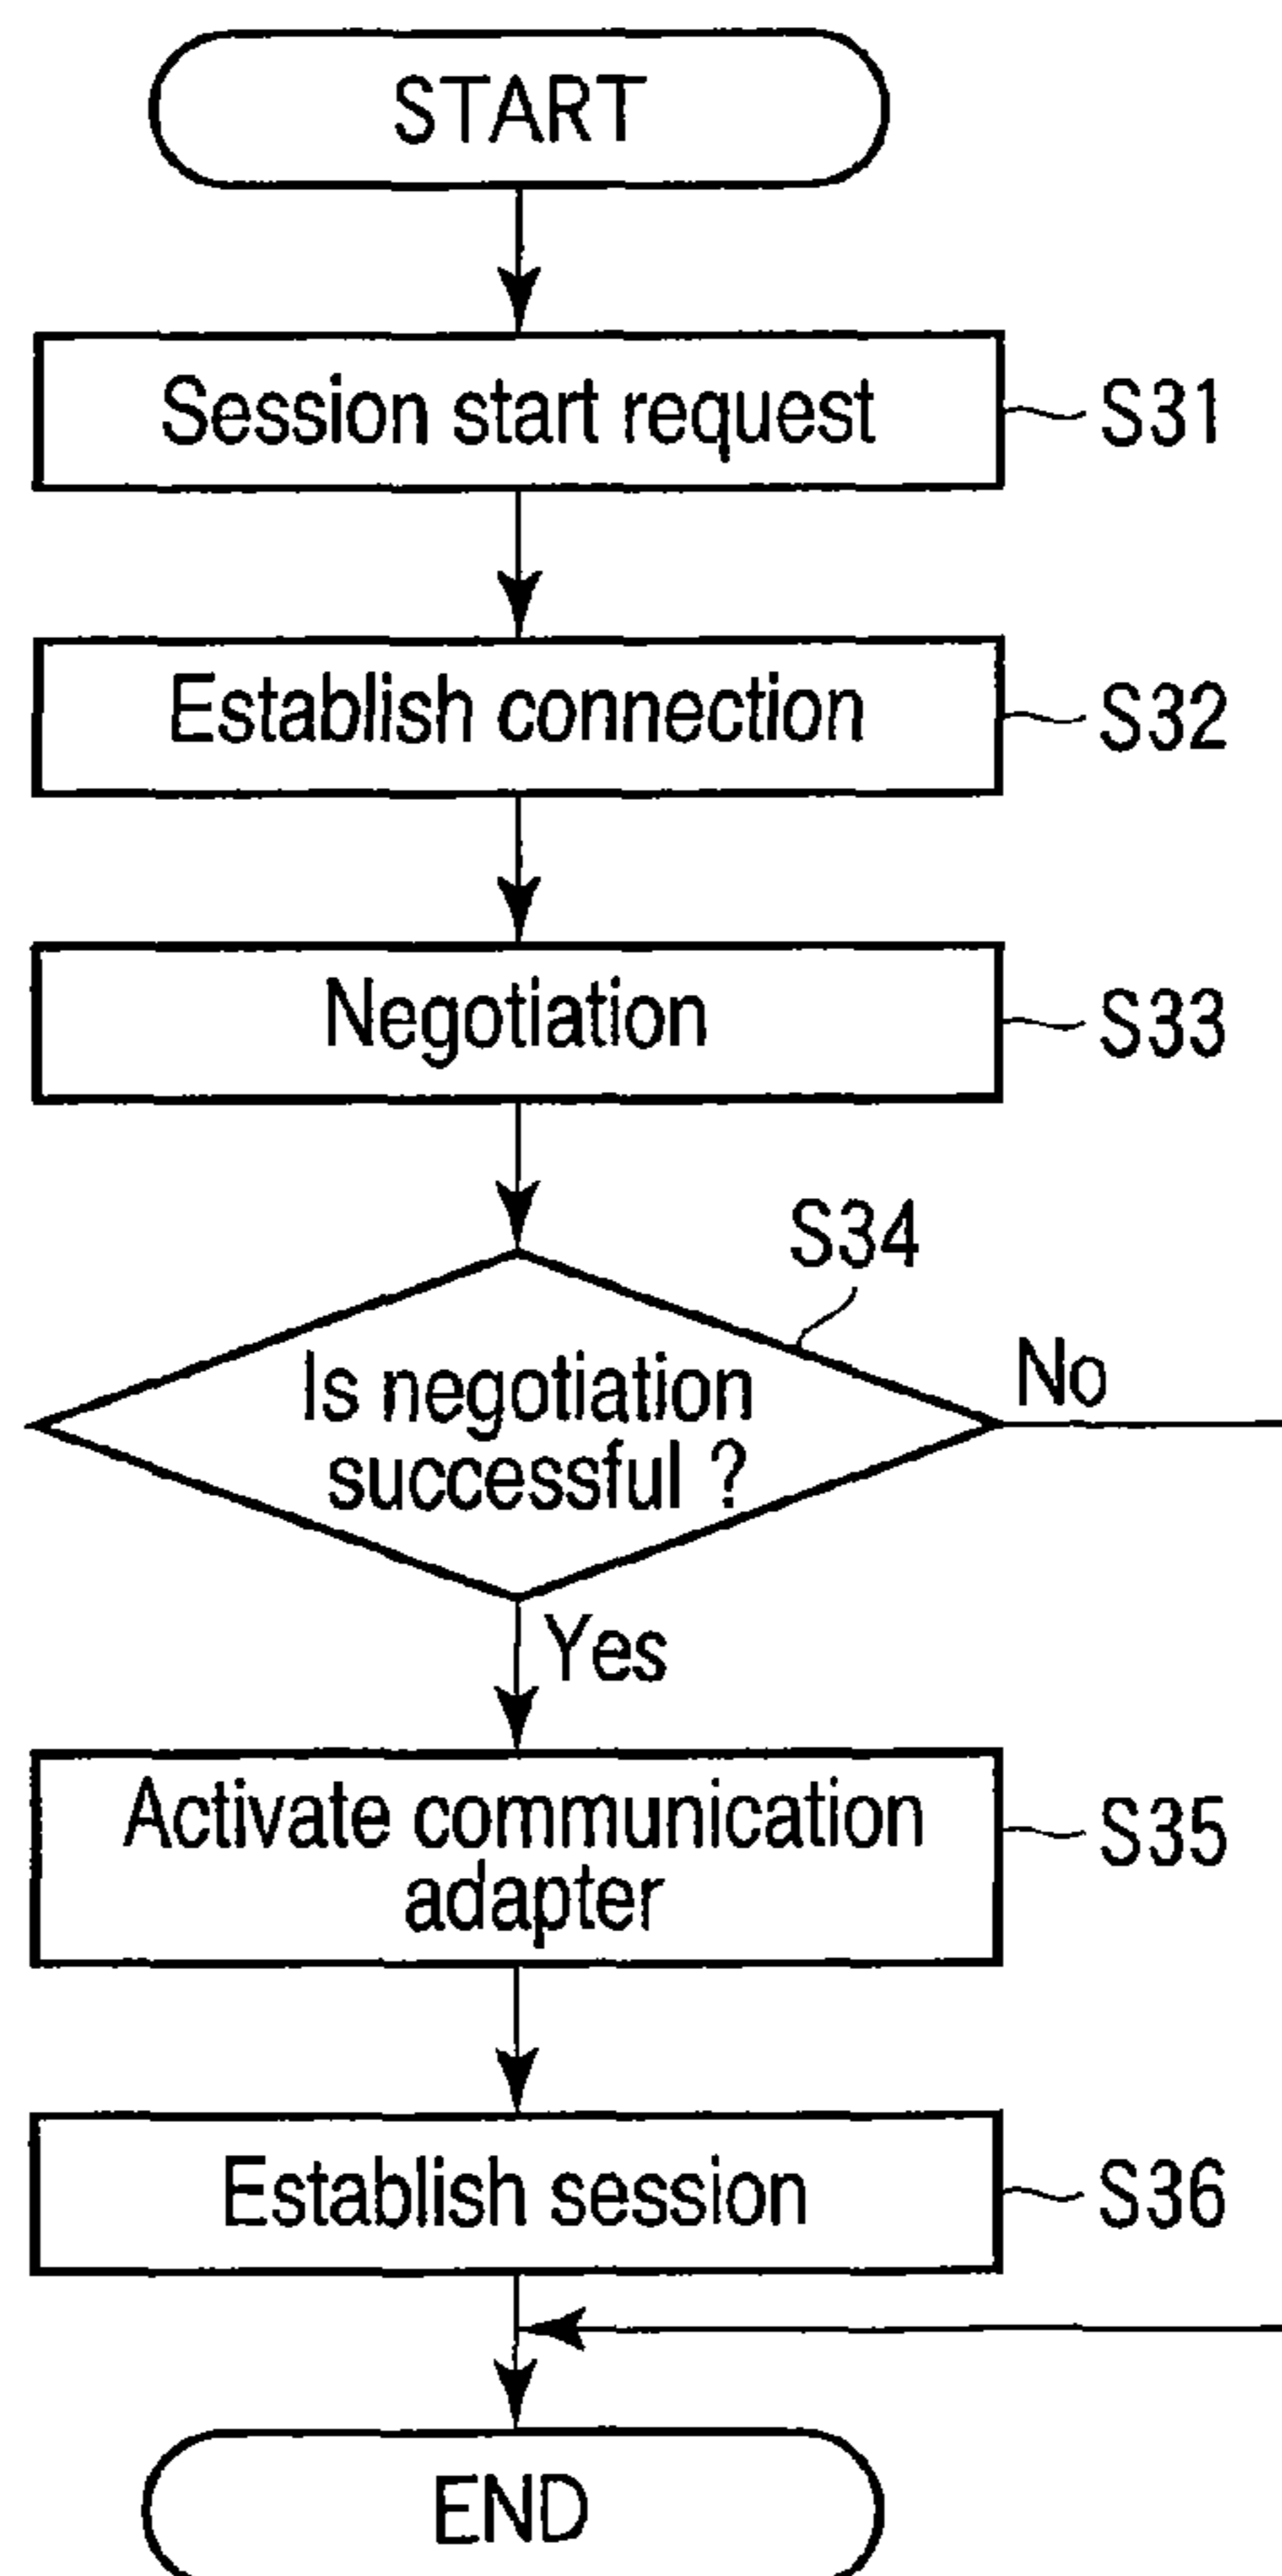 START
Session start request
S31
Establish connection
S32
Negotiation
S33
S34
Is negotiation
successful ?
No
Yes
Activate communication
adapter
S35
Establish session
S36
END